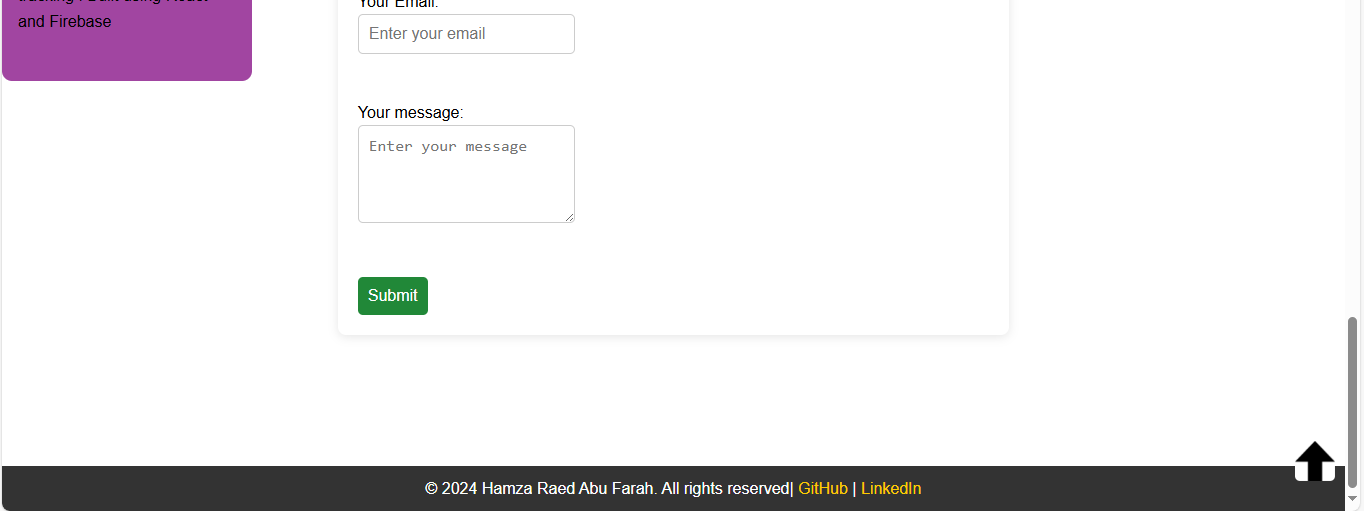 and Firebase
Your Email:
Enter your email
Your message:
Enter your message
Submit
© 2024 Hamza Raed Abu Farah. All rights reserved| GitHub | LinkedIn